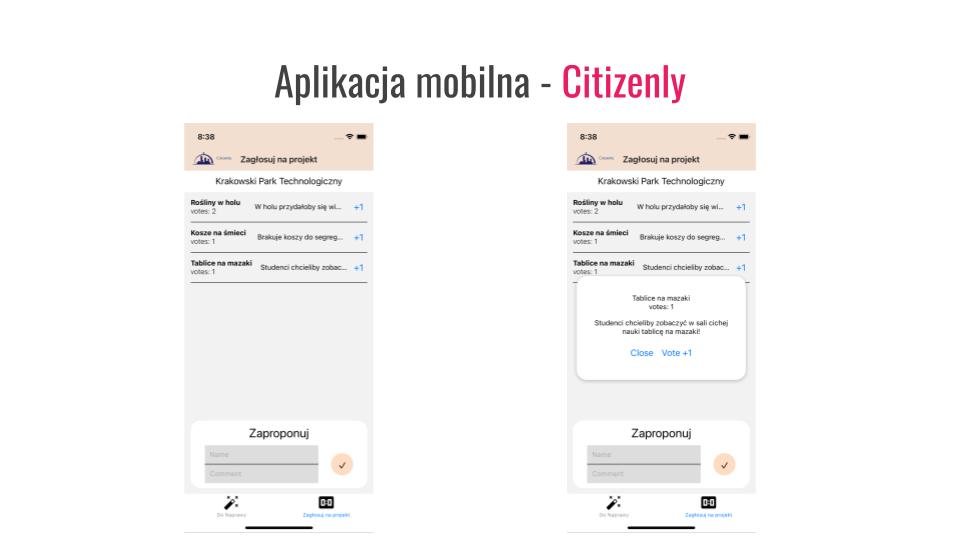 Aplikacja mobilna - Citizenly
8:38
Citizenly
Zagłosuj na projekt
Krakowski Park Technologiczny
Rośliny w holu
votes: 2
W holu przydałoby się wi...
+1
Kosze na śmieci
votes: 1
Brakuje koszy do segreg...
+1
Tablice na mazaki
votes: 1
Studenci chcieliby zobac...
+1
Zaproponuj
Name
Comment
Do Naprawy
Zagłosuj na projekt
8:38
Citizenly
Zagłosuj na projekt
Krakowski Park Technologiczny
Rośliny w holu
votes: 2
W holu przydałoby się wi...
+1
Kosze na śmieci
votes: 1
Brakuje koszy do segreg...
+1
Tablice na mazaki
votes: 1
Studenci chcieliby zobac...
+1
Tablice na mazaki
votes: 1
Studenci chcieliby zobaczyć w sali cichej
nauki tablicę na mazaki!
Close Vote +1
Zaproponuj
Name
Comment
Do Naprawy
Zagłosuj na projekt